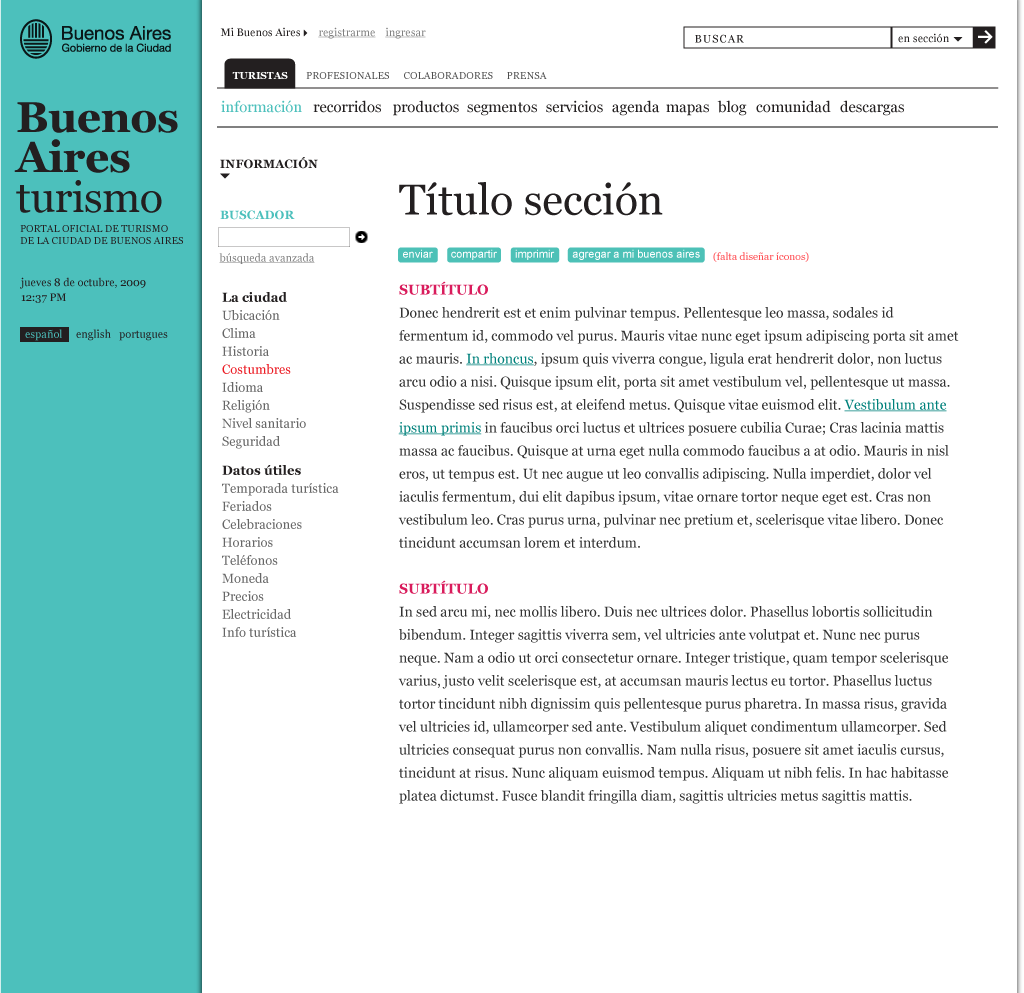 Buenos Aires
Gobierno de la Ciudad
Buenos
Aires
turismo
PORTAL OFICIAL DE TURISMO
DE LA CIUDAD DE BUENOS AIRES
jueves 8 de octubre, 2009
12:37 PM
español english portugues
Mi Buenos Aires registrarme ingresar
BUSCAR en sección
TURISTAS PROFESIONALES COLABORADORES PRENSA
información recorridos productos segmentos servicios agenda mapas blog comunidad descargas
INFORMACIÓN
BUSCADOR
búsqueda avanzada
La ciudad
Ubicación
Clima
Historia
Costumbres
Idioma
Religión
Nivel sanitario
Seguridad
Datos útiles
Temporada turística
Feriados
Celebraciones
Horarios
Teléfonos
Moneda
Precios
Electricidad
Info turística
Título sección
enviar compartir imprimir agregar a mi buenos aires (falta diseñar íconos)
SUBTÍTULO
Donec hendrerit est et enim pulvinar tempus. Pellentesque leo massa, sodales id
fermentum id, commodo vel purus. Mauris vitae nunc eget ipsum adipiscing porta sit amet
ac mauris. In rhoncus, ipsum quis viverra congue, ligula erat hendrerit dolor, non luctus
arcu odio a nisi. Quisque ipsum elit, porta sit amet vestibulum vel, pellentesque ut massa.
Suspendisse sed risus est, at eleifend metus. Quisque vitae euismod elit. Vestibulum ante
ipsum primis in faucibus orci luctus et ultrices posuere cubilia Curae; Cras lacinia mattis
massa ac faucibus. Quisque at urna eget nulla commodo faucibus a at odio. Mauris in nisl
eros, ut tempus est. Ut nec augue ut leo convallis adipiscing. Nulla imperdiet, dolor vel
iaculis fermentum, dui elit dapibus ipsum, vitae ornare tortor neque eget est. Cras non
vestibulum leo. Cras purus urna, pulvinar nec pretium et, scelerisque vitae libero. Donec
tincidunt accumsan lorem et interdum.
SUBTÍTULO
In sed arcu mi, nec mollis libero. Duis nec ultrices dolor. Phasellus lobortis sollicitudin
bibendum. Integer sagittis viverra sem, vel ultricies ante volutpat et. Nunc nec purus
neque. Nam a odio ut orci consectetur ornare. Integer tristique, quam tempor scelerisque
varius, justo velit scelerisque est, at accumsan mauris lectus eu tortor. Phasellus luctus
tortor tincidunt nibh dignissim quis pellentesque purus pharetra. In massa risus, gravida
vel ultricies id, ullamcorper sed ante. Vestibulum aliquet condimentum ullamcorper. Sed
ultricies consequat purus non convallis. Nam nulla risus, posuere sit amet iaculis cursus,
tincidunt at risus. Nunc aliquam euismod tempus. Aliquam ut nibh felis. In hac habitasse
platea dictumst. Fusce blandit fringilla diam, sagittis ultricies metus sagittis mattis.